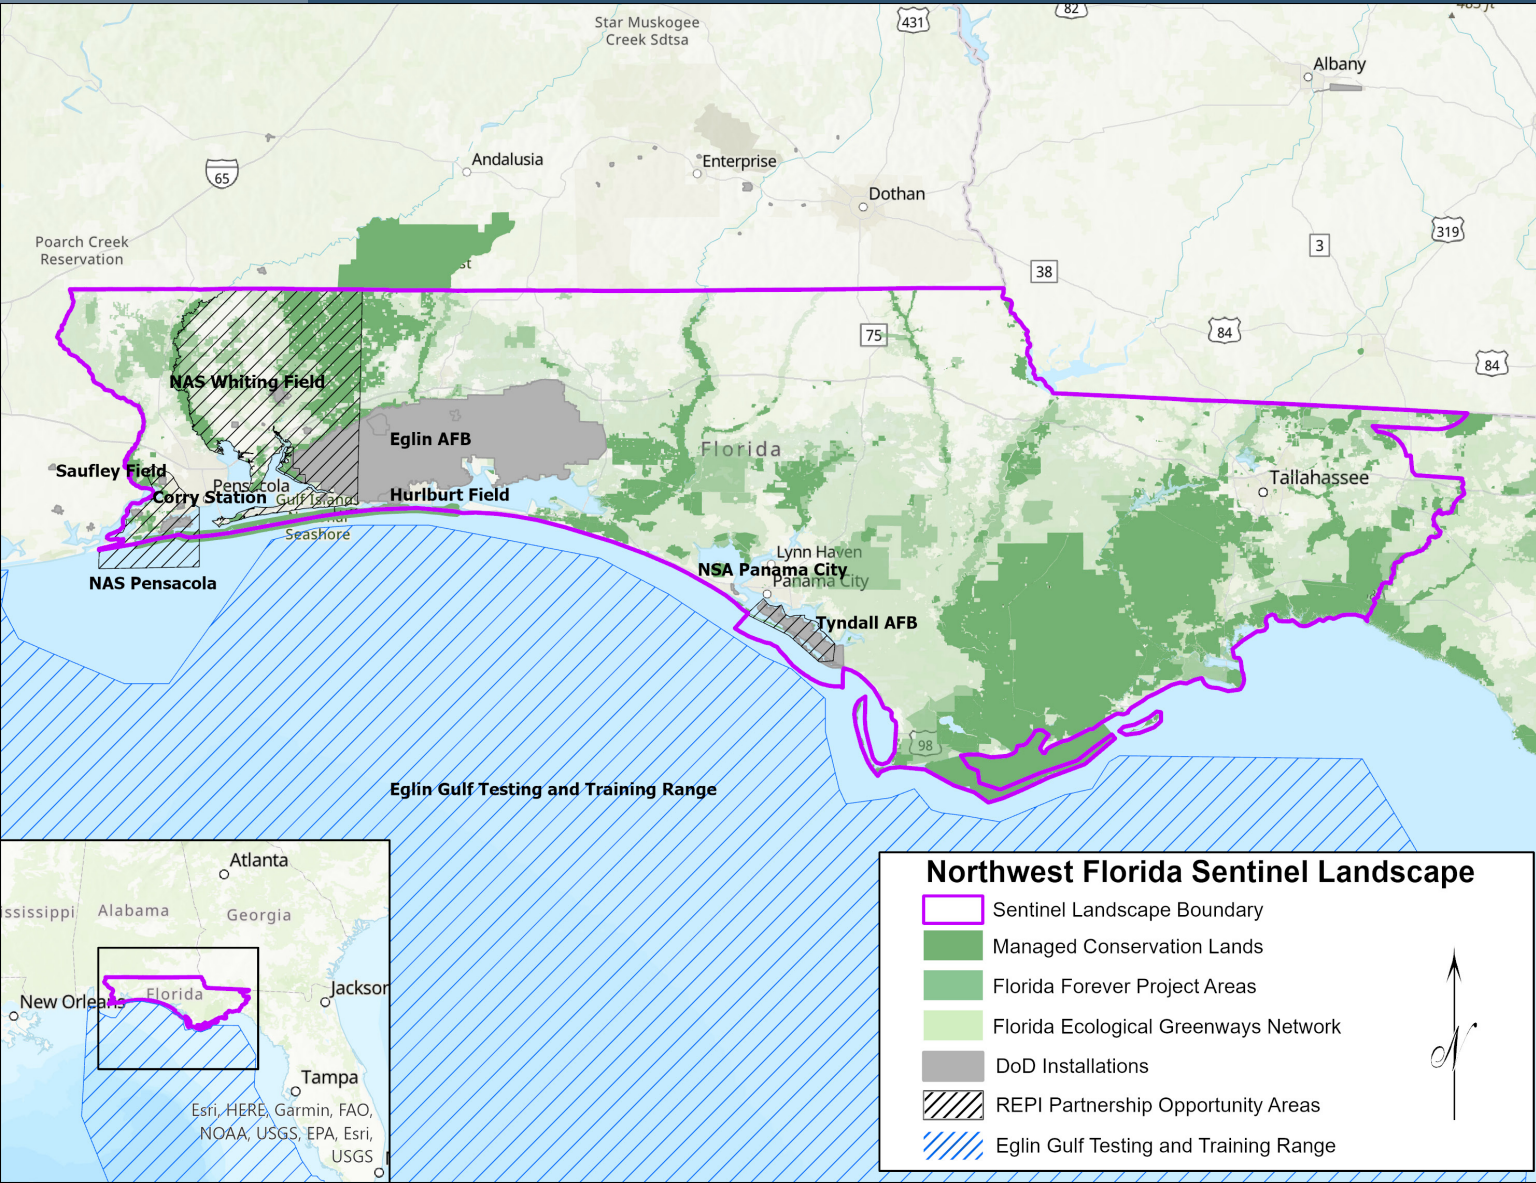 Star Muskogee
Creek Sdtsa
431
82
Albany
65
Andalusia
Enterprise
Dothan
Poarch Creek
Reservation
319
3
38
st
75
84
84
NAS Whiting Field
Eglin AFB
Florida
Saufley Field
Pensacola
Corry Station
Gulf Islands
Hurlburt Field
Seashore
Tallahassee
NAS Pensacola
Lynn Haven
NSA Panama City
Panama City
Tyndall AFB
98
Eglin Gulf Testing and Training Range
Atlanta
ississippi
Alabama
Georgia
New Orleans
Florida
Jackson
Tampa
Esri, HERE, Garmin, FAO,
NOAA, USGS, EPA, Esri,
USGS
Northwest Florida Sentinel Landscape
Sentinel Landscape Boundary
Managed Conservation Lands
Florida Forever Project Areas
Florida Ecological Greenways Network
DoD Installations
REPI Partnership Opportunity Areas
Eglin Gulf Testing and Training Range
N